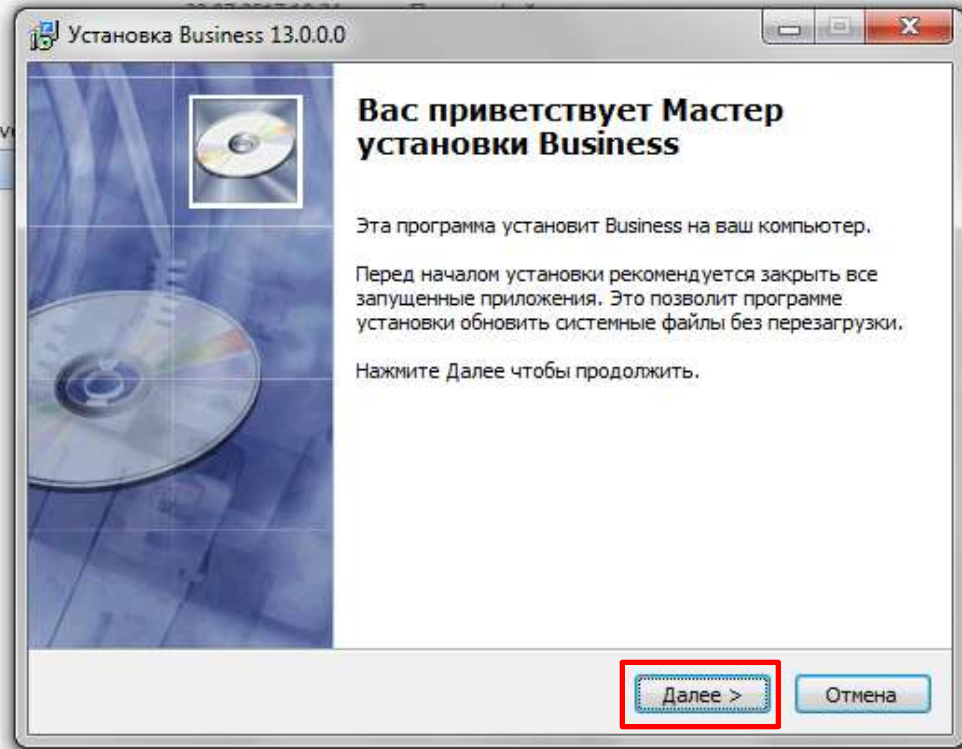 Установка Business 13.0.0.0
Вас приветствует Мастер
установки Business
Эта программа установит Business на ваш компьютер.
Перед началом установки рекомендуется закрыть все
запущенные приложения. Это позволит программе
установки обновить системные файлы без перезагрузки.
Нажмите Далее чтобы продолжить.
Далее >
Отмена